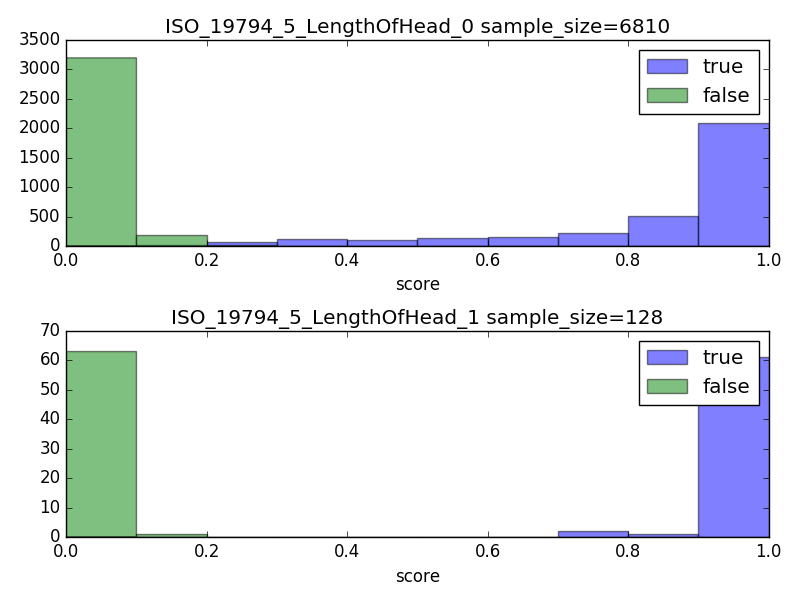 ISO_19794_5_LengthOfHead_0 sample_size=6810
3500
3000
2500
2000
1500
1000
500
0
true
false
0.0 0.2 0.4 0.6 0.8 1.0
score
ISO_19794_5_LengthOfHead_1 sample_size=128
70
60
50
40
30
20
10
0
true
false
0.0 0.2 0.4 0.6 0.8 1.0
score